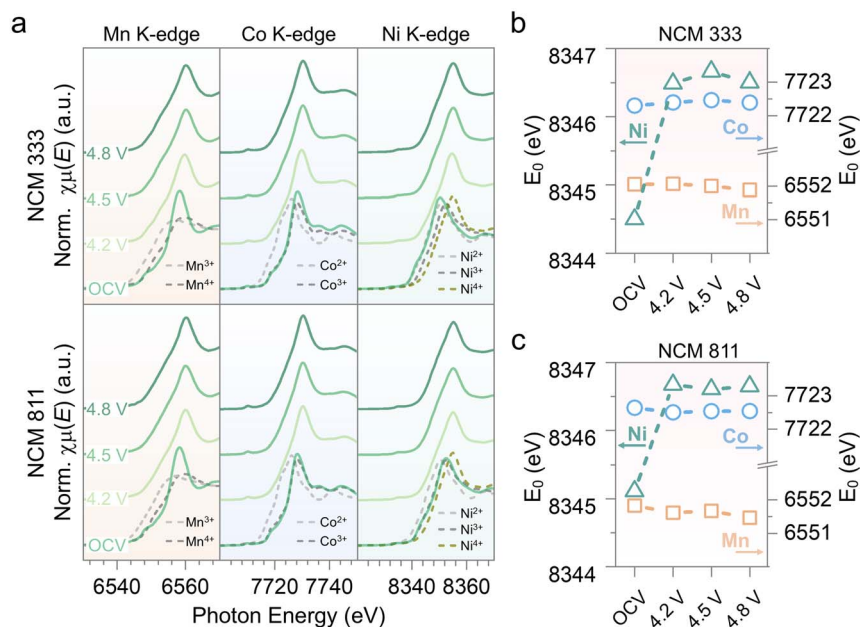 a
Mn K-edge Co K-edge Ni K-edge
NCM 333
Norm. χμ(E) (a.u.)
4.8 V
4.5 V
4.2 V
OCV
Mn3+
Mn4+
Co2+
Co3+
Ni2+
Ni3+
Ni4+
NCM 811
Norm. χμ(E) (a.u.)
4.8 V
4.5 V
4.2 V
OCV
Mn3+
Mn4+
Co2+
Co3+
Ni2+
Ni3+
Ni4+
6540 6560 7720 7740 8340 8360
Photon Energy (eV)
b
NCM 333
8347
8346
8345
8344
E0 (eV)
Ni
Co
Mn
7723
7722
6552
6551
E0 (eV)
OCV 4.2 V 4.5 V 4.8 V
c
NCM 811
8347
8346
8345
8344
E0 (eV)
Ni
Co
Mn
7723
7722
6552
6551
E0 (eV)
OCV 4.2 V 4.5 V 4.8 V